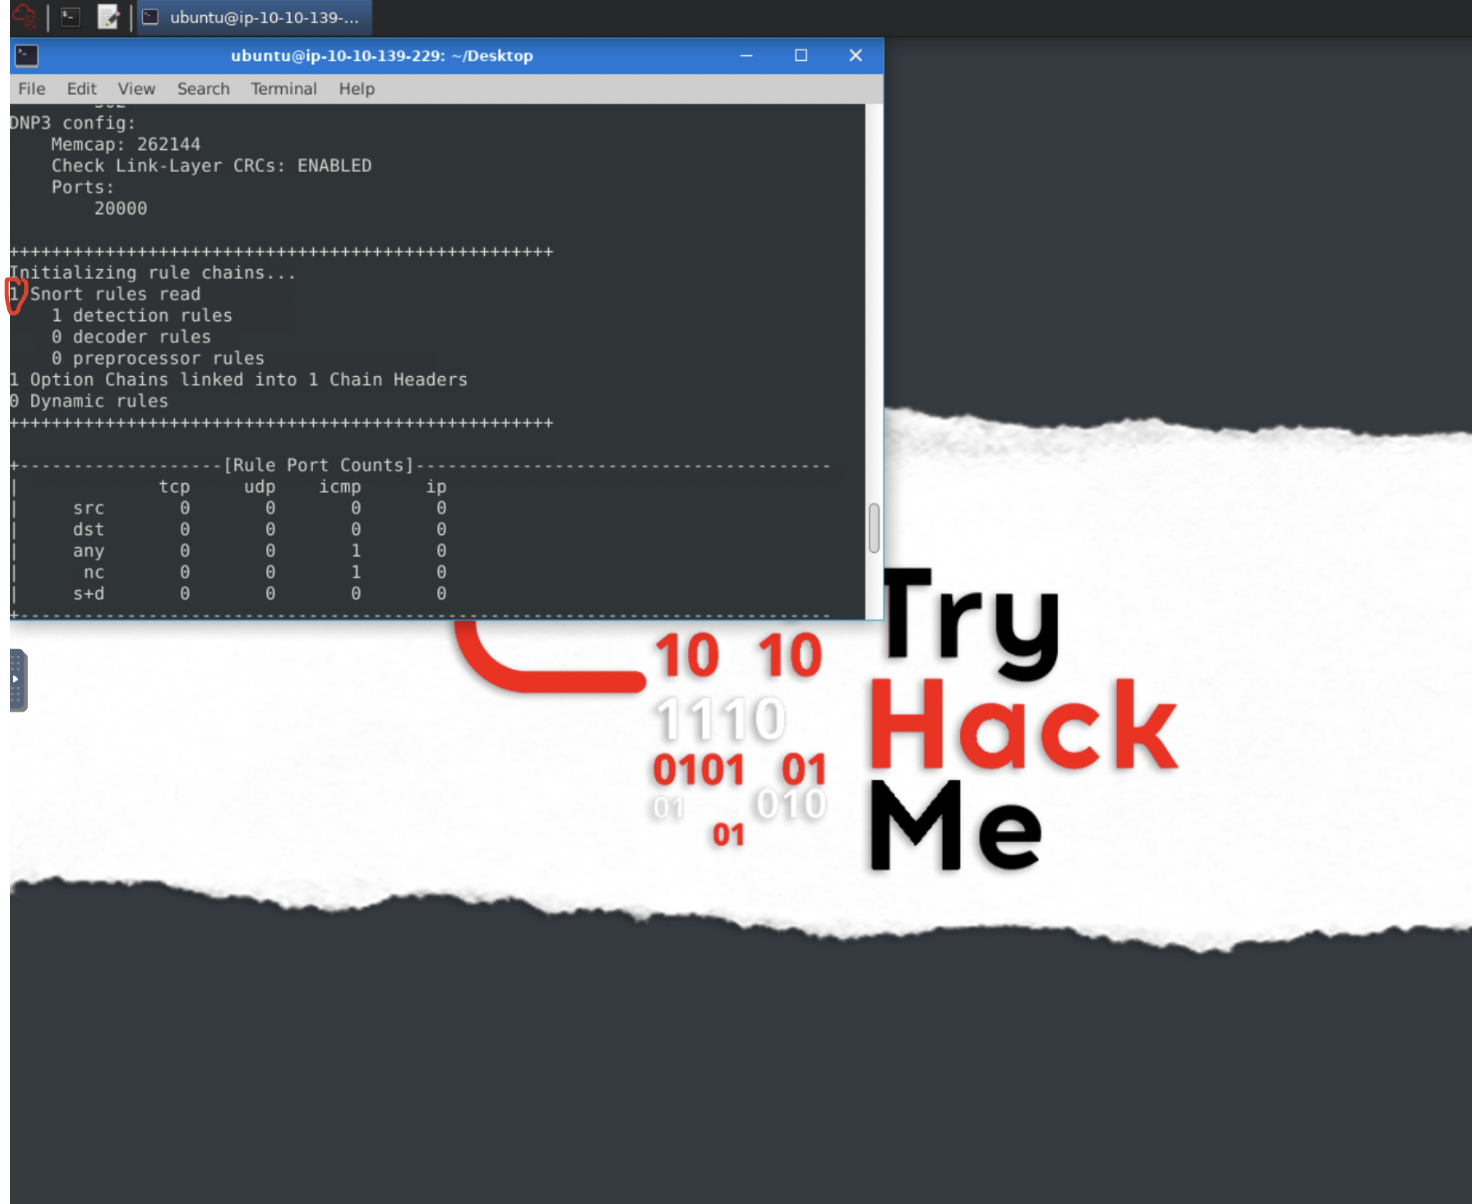 ubuntu@ip-10-10-139-...
ubuntu@ip-10-10-139-229: ~/Desktop
File Edit View Search Terminal Help
DNP3 config:
    Memcap: 262144
    Check Link-Layer CRCs: ENABLED
    Ports:
        20000
++++++++++++++++++++++++++++++++++++++++++++++++++++
Initializing rule chains...
1 Snort rules read
    1 detection rules
    0 decoder rules
    0 preprocessor rules
1 Option Chains linked into 1 Chain Headers
0 Dynamic rules
++++++++++++++++++++++++++++++++++++++++++++++++++++
+-------------------[Rule Port Counts]---------------------------------------
|             tcp     udp    icmp      ip
|     src       0       0       0       0
|     dst       0       0       0       0
|     any       0       0       1       0
|      nc       0       0       1       0
|     s+d       0       0       0       0
+----------------------------------------------------------------------------
10 10
1110
0101 01
01 010
01
Try
Hack
Me